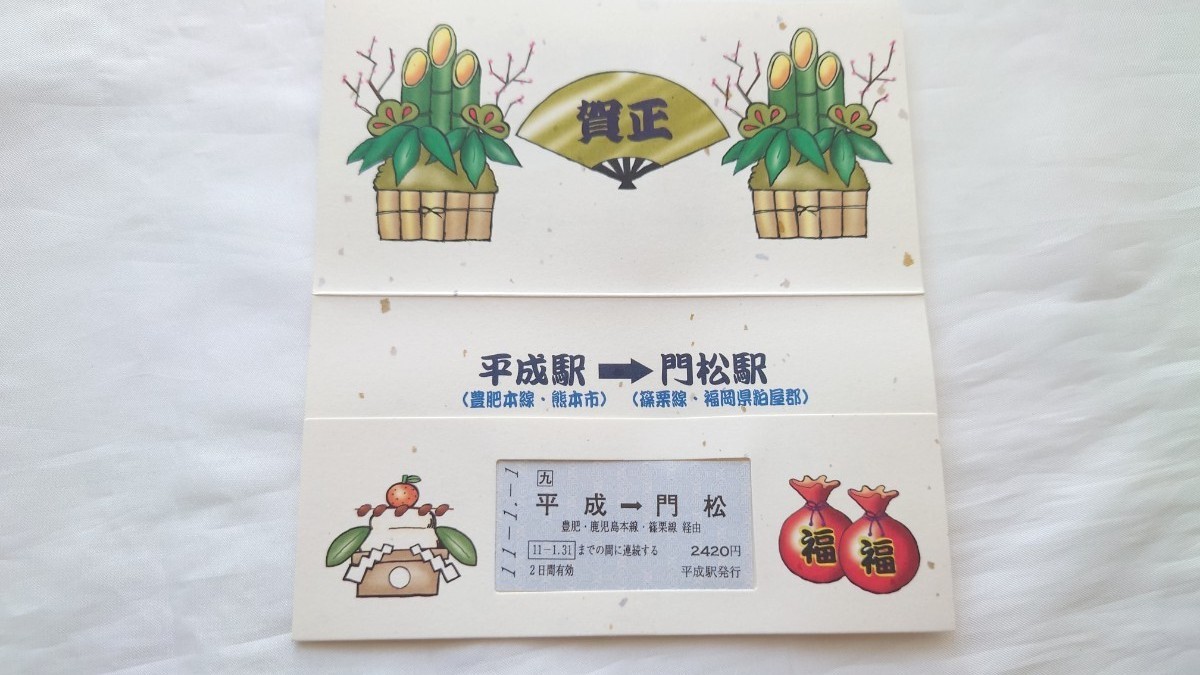 賀正
平成駅 ➡ 門松駅
（豊肥本線・熊本市）（篠栗線・福岡県粕屋郡）
11-1.-1
九
平成 → 門松
豊肥・鹿児島本線・篠栗線 経由
11-1.31 までの間に連続する 2420円
2日間有効 平成駅発行
福 福